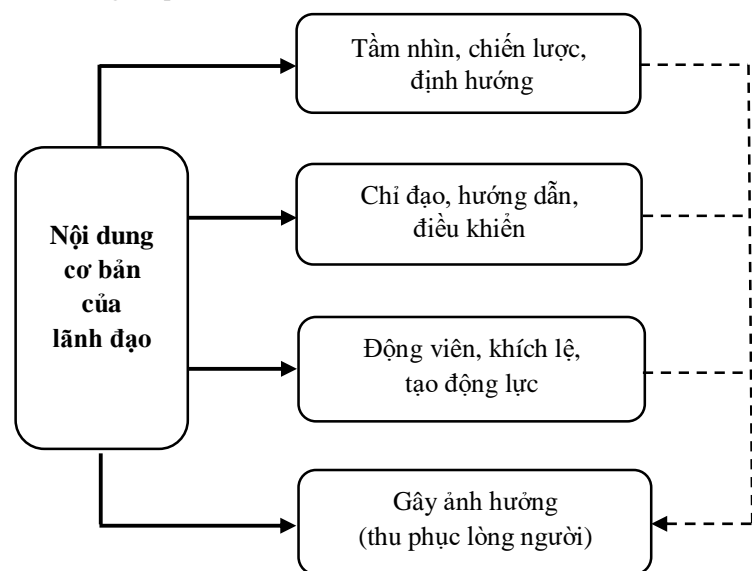 Tầm nhìn, chiến lược,
định hướng
Chỉ đạo, hướng dẫn,
điều khiển
Nội dung
cơ bản
của
lãnh đạo
Động viên, khích lệ,
tạo động lực
Gây ảnh hưởng
(thu phục lòng người)